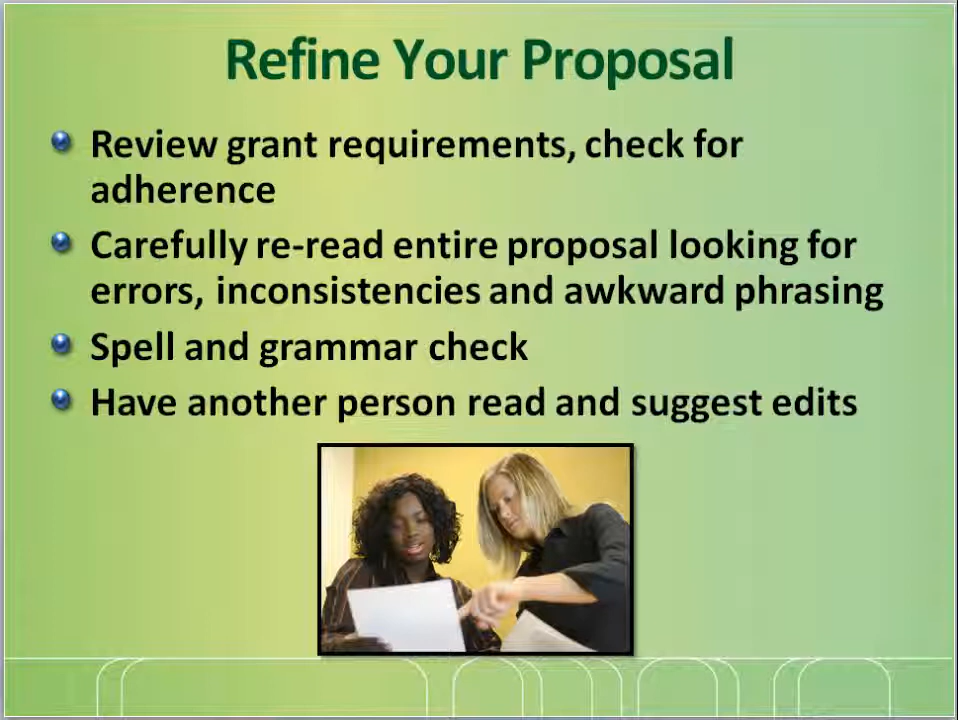 Refine Your Proposal
Review grant requirements, check for
adherence
Carefully re-read entire proposal looking for
errors, inconsistencies and awkward phrasing
Spell and grammar check
Have another person read and suggest edits